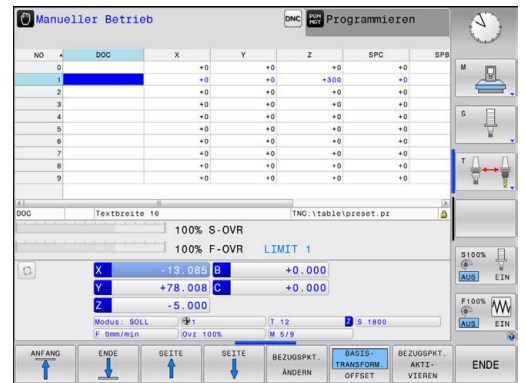 Manueller Betrieb
DNC
PGM
MGT
Programmieren
NO DOC X Y Z SPC SPB
0 +0 +0 +0 +0
1 +0 +0 +300 +0
2 +0 +0 +0 +0
3 +0 +0 +0 +0
4 +0 +0 +0 +0
5 +0 +0 +0 +0
6 +0 +0 +0 +0
7 +0 +0 +0 +0
8 +0 +0 +0 +0
9 +0 +0 +0 +0
DOC Textbreite 16 TNC:\table\preset.pr
100% S-OVR
100% F-OVR LIMIT 1
X -13.085 B +0.000
Y +78.008 C +0.000
Z -5.000
Modus: SOLL 1 T 12 Z S 1800
F 0mm/min Ovr 100% M 5/9
M
S
T
S100%
AUS EIN
F100%
AUS EIN
ANFANG
ENDE
SEITE
SEITE
BEZUGSPKT.
ÄNDERN
BASIS-
TRANSFORM.
OFFSET
BEZUGSPKT.
AKTI-
VIEREN
ENDE